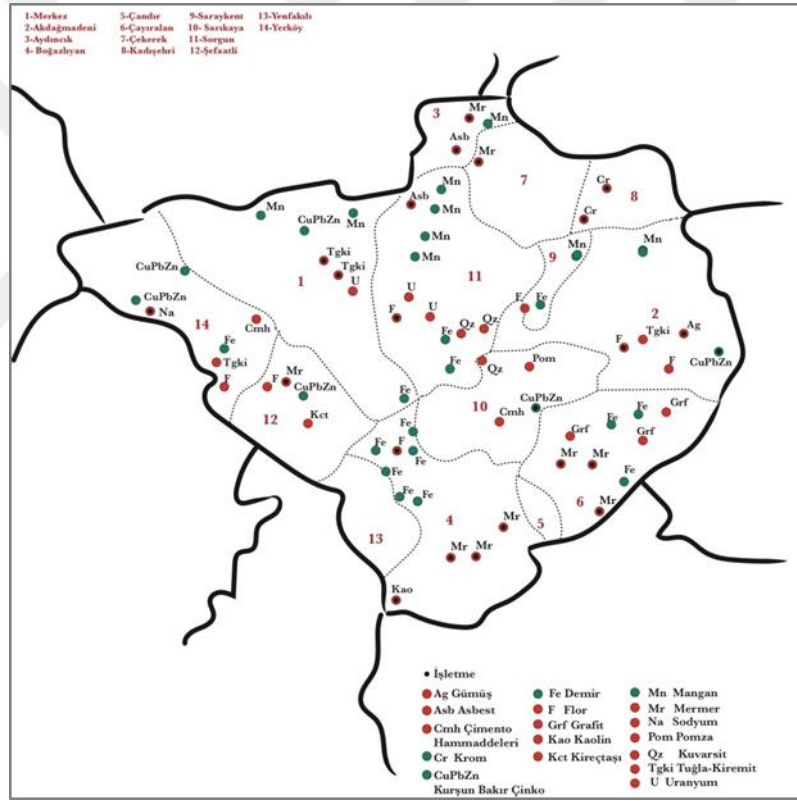 1-Merkez 5-Çandır 9-Saraykent 13-Yenfakılı
2-Akdağmadeni 6-Çayıralan 10- Sarıkaya 14-Yerköy
3-Aydıncık 7-Çekerek 11-Sorgun
4- Boğazlıyan 8-Kadışehri 12-Şefaatli
3 Mr
Mn
Asb
Mr
7
Cr 8
Cr
Asb Mn
Mn
Mn
Mn
Mn CuPbZn Mn
Tgki
Tgki
1 U
CuPbZn
CuPbZn
Na
14 Cmh
Fe
Tgki
F
11
U
F U
Fe Qz Qz
Fe Qz
9 Mn
F Fe
Mn
2
F Tgki Ag
F CuPbZn
Pom
10 CuPbZn
Cmh
F Mr
CuPbZn
12 Kct
Fe
Fe
Fe F Fe
Fe
Fe Fe
Grf Fe Fe Grf
Grf
Mr Mr
Fe
6 Mr
5
13 4 Mr
Mr Mr
Kao
İşletme
Ag Gümüş
Asb Asbest
Cmh Çimento
Hammaddeleri
Cr Krom
CuPbZn
Kurşun Bakır Çinko
Fe Demir
F Flor
Grf Grafit
Kao Kaolin
Kct Kireçtaşı
Mn Mangan
Mr Mermer
Na Sodyum
Pom Pomza
Qz Kuvarsit
Tgki Tuğla-Kiremit
U Uranyum